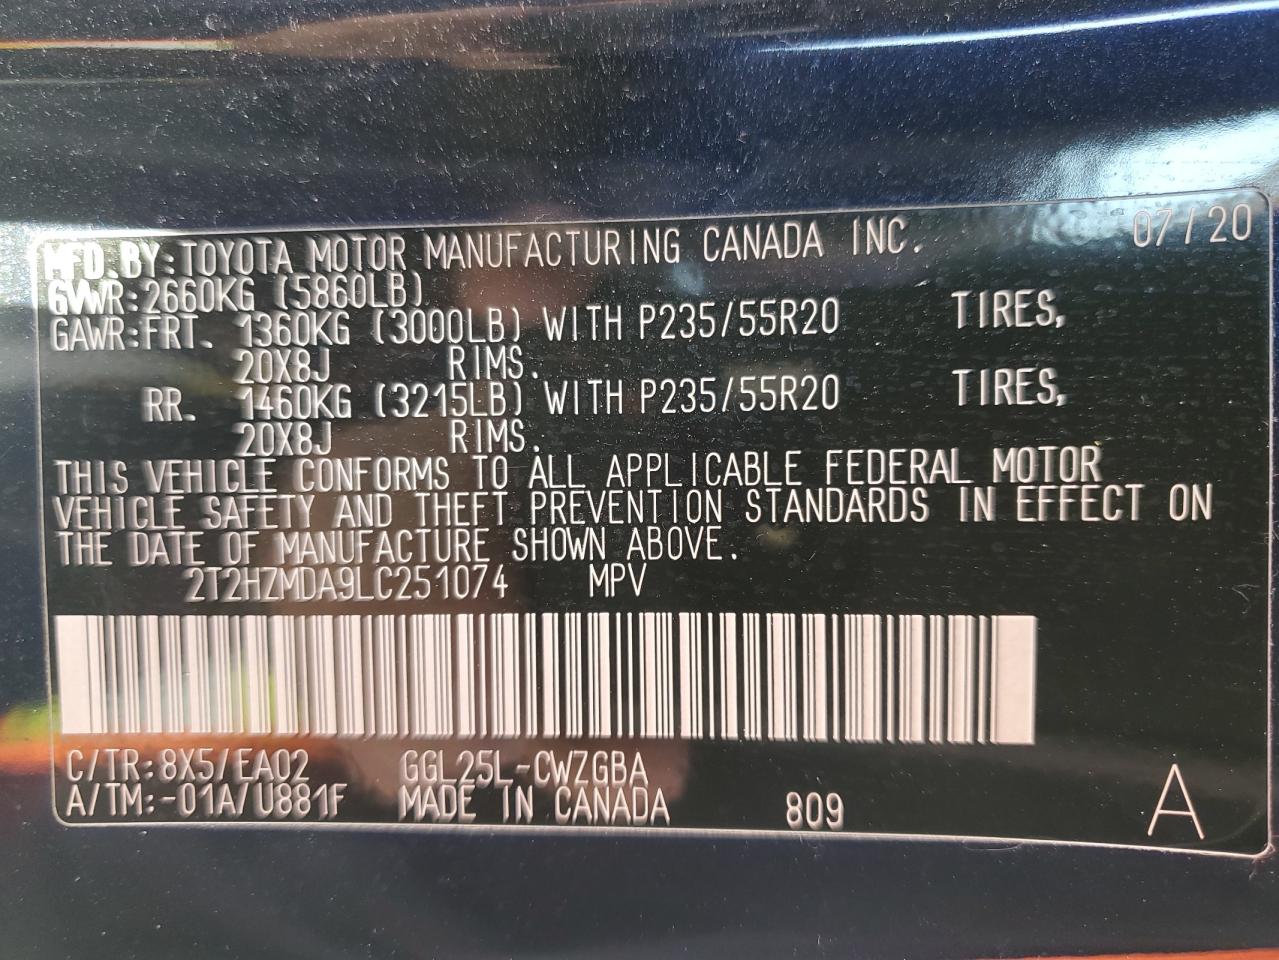 MFD.BY:TOYOTA MOTOR MANUFACTURING CANADA INC. 07/20
GVWR:2660KG (5860LB)
GAWR:FRT. 1360KG (3000LB) WITH P235/55R20 TIRES,
20X8J RIMS.
RR. 1460KG (3215LB) WITH P235/55R20 TIRES,
20X8J RIMS.
THIS VEHICLE CONFORMS TO ALL APPLICABLE FEDERAL MOTOR
VEHICLE SAFETY AND THEFT PREVENTION STANDARDS IN EFFECT ON
THE DATE OF MANUFACTURE SHOWN ABOVE.
2T2HZMDA9LC251074 MPV
C/TR:8X5/EA02 GGL25L-CWZGBA
A/TM:-01A/U881F MADE IN CANADA 809 A